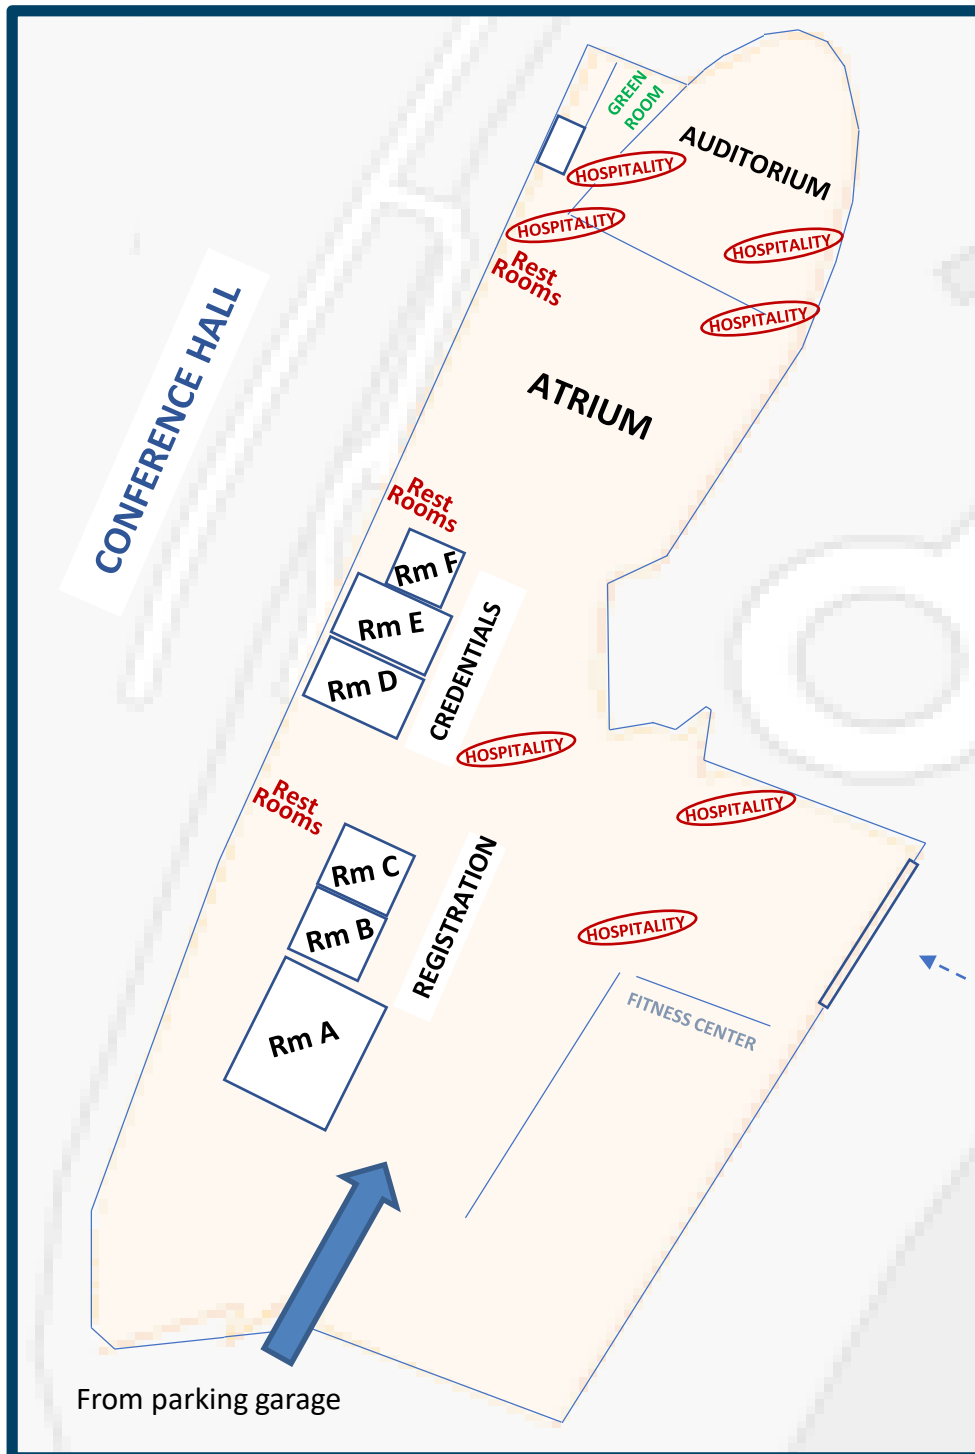 GREEN
ROOM
AUDITORIUM
HOSPITALITY
HOSPITALITY
HOSPITALITY
Rest
Rooms
HOSPITALITY
CONFERENCE HALL
ATRIUM
Rest
Rooms
Rm F
Rm E
Rm D
CREDENTIALS
HOSPITALITY
Rest
Rooms
HOSPITALITY
Rm C
Rm B
REGISTRATION
HOSPITALITY
Rm A
FITNESS CENTER
From parking garage